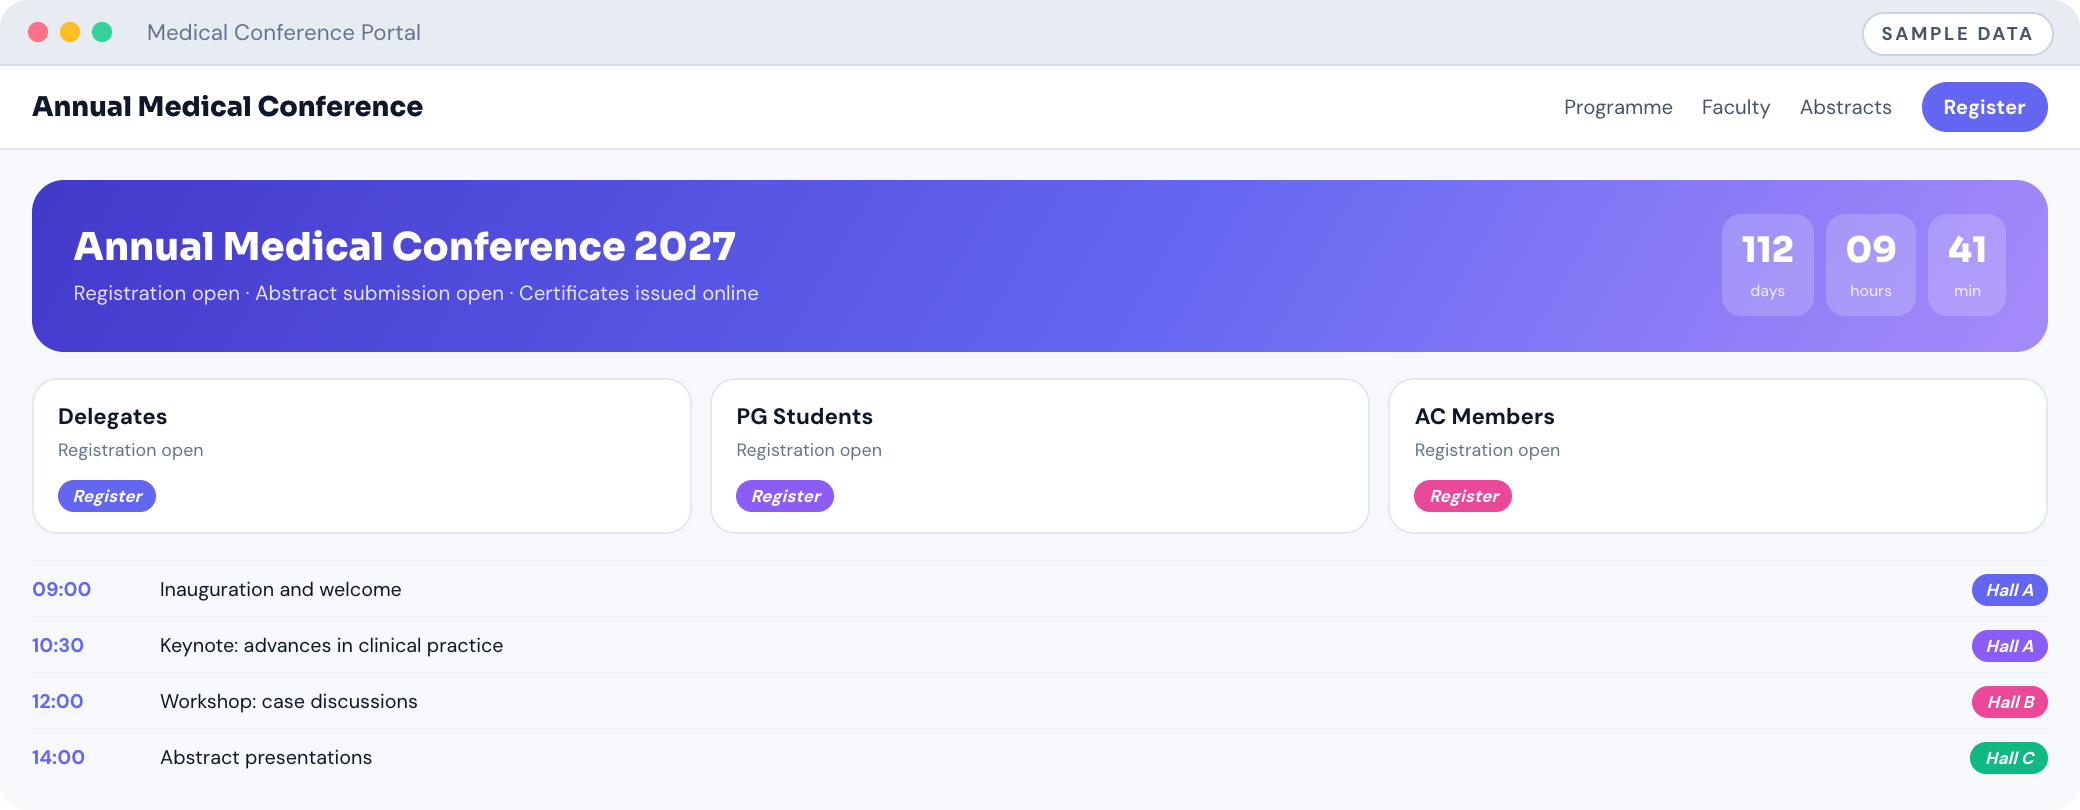 Medical Conference Portal
SAMPLE DATA
Annual Medical Conference
Programme Faculty Abstracts Register
Annual Medical Conference 2027
Registration open · Abstract submission open · Certificates issued online
112 09 41
days hours min
Delegates
Registration open
Register
PG Students
Registration open
Register
AC Members
Registration open
Register
09:00 Inauguration and welcome Hall A
10:30 Keynote: advances in clinical practice Hall A
12:00 Workshop: case discussions Hall B
14:00 Abstract presentations Hall C